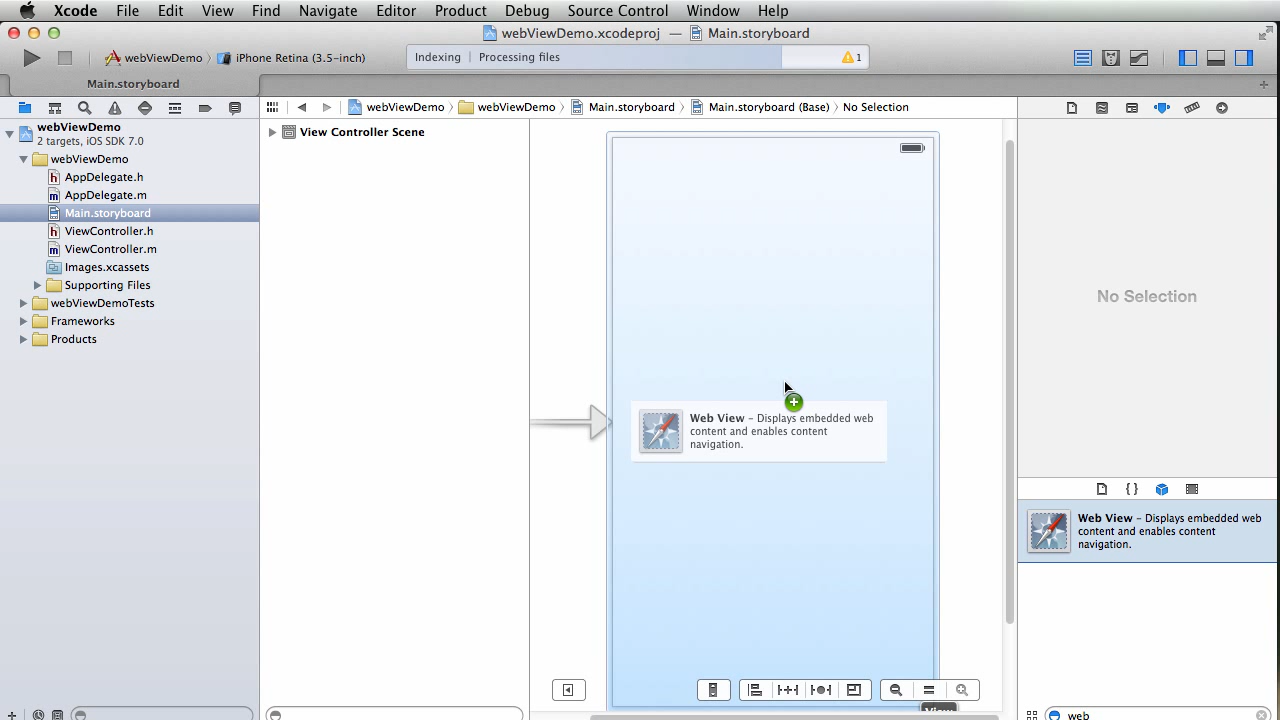 Xcode File Edit View Find Navigate Editor Product Debug Source Control Window Help
webViewDemo.xcodeproj — Main.storyboard
webViewDemo iPhone Retina (3.5-inch)
Indexing | Processing files
1
Main.storyboard
webViewDemo webViewDemo Main.storyboard Main.storyboard (Base) No Selection
webViewDemo
2 targets, iOS SDK 7.0
webViewDemo
AppDelegate.h
AppDelegate.m
Main.storyboard
ViewController.h
ViewController.m
Images.xcassets
Supporting Files
webViewDemoTests
Frameworks
Products
View Controller Scene
Web View – Displays embedded web
content and enables content
navigation.
No Selection
Web View – Displays embedded web
content and enables content
navigation.
web